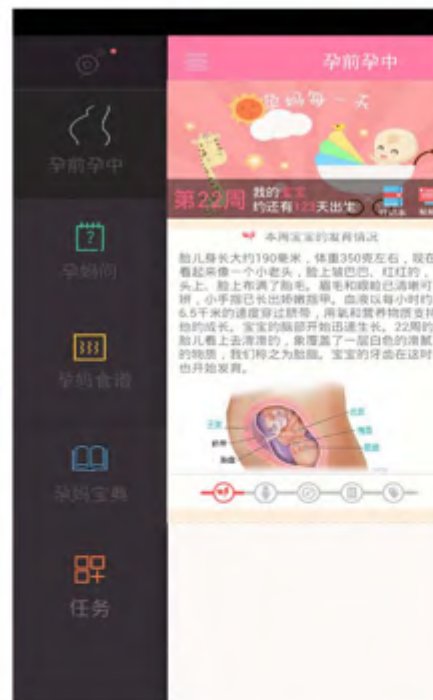 孕前孕中
孕妈问
孕妈食谱
孕妈宝典
任务
孕前孕中
孕妈每一天
第22周
我的宝宝
约还有123天出生
本周宝宝的发育情况
胎儿身长大约190毫米，体重350克左右，现在
看起来像一个小老头，脸上皱巴巴、红红的，
头上、脸上布满了胎毛。眉毛和眼睑已清晰可
辨，小手指已长出娇嫩指甲。血液以每小时约
6.5千米的速度穿过脐带，用氧和营养物质支持
他的成长。宝宝的脑部开始迅速生长。22周的
胎儿看上去滑滑的，象覆盖了一层白色的滑腻
的物质，我们称之为胎脂。宝宝的牙齿在这时
也开始发育。
子宫
脐带